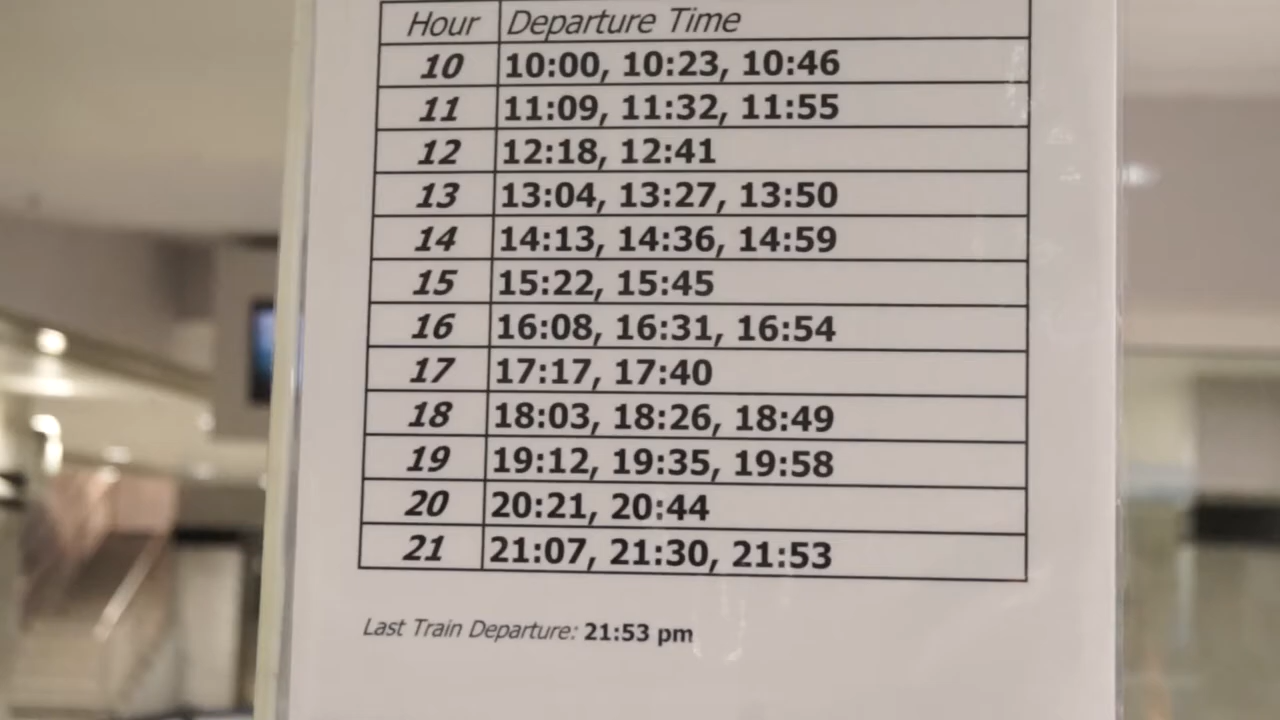 Hour Departure Time
10 10:00, 10:23, 10:46
11 11:09, 11:32, 11:55
12 12:18, 12:41
13 13:04, 13:27, 13:50
14 14:13, 14:36, 14:59
15 15:22, 15:45
16 16:08, 16:31, 16:54
17 17:17, 17:40
18 18:03, 18:26, 18:49
19 19:12, 19:35, 19:58
20 20:21, 20:44
21 21:07, 21:30, 21:53
Last Train Departure: 21:53 pm